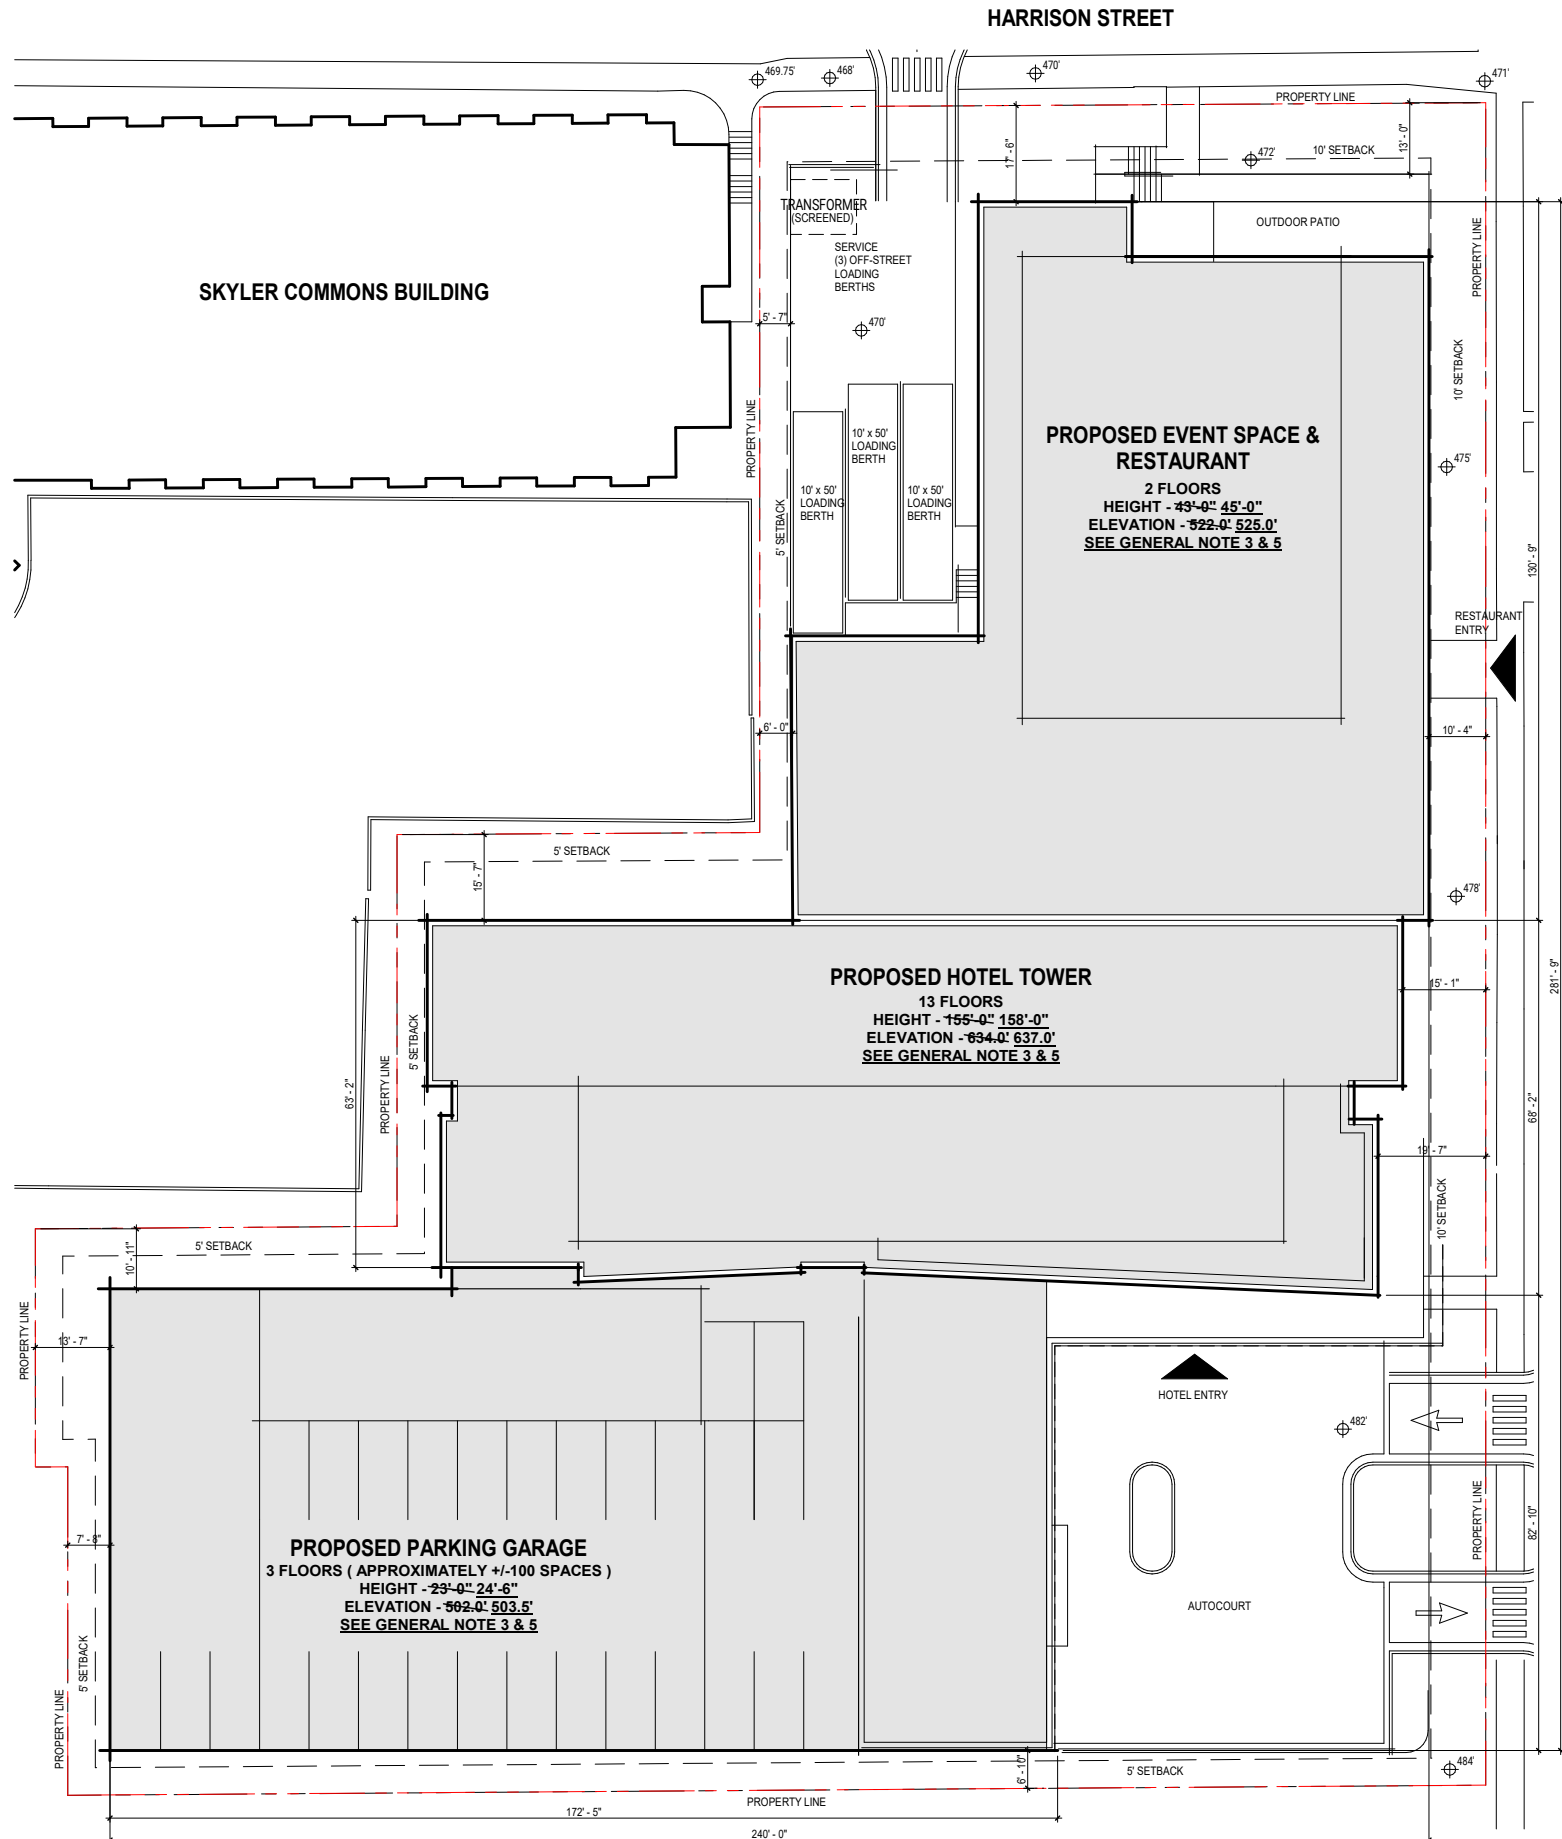 HARRISON STREET
469.75'
468'
470'
471'
PROPERTY LINE
17' - 6"
13' - 0"
472'
10' SETBACK
TRANSFORMER
(SCREENED)
OUTDOOR PATIO
PROPERTY LINE
SERVICE
(3) OFF-STREET
LOADING
BERTHS
SKYLER COMMONS BUILDING
5' - 7"
470'
10' SETBACK
PROPERTY LINE
10' x 50'
LOADING
BERTH
10' x 50'
LOADING
BERTH
10' x 50'
LOADING
BERTH
5' SETBACK
PROPOSED EVENT SPACE &
RESTAURANT
2 FLOORS
HEIGHT - 43'-0" 45'-0"
ELEVATION - 522.0' 525.0'
SEE GENERAL NOTE 3 & 5
475'
130' - 9"
RESTAURANT
ENTRY
6' - 0"
10' - 4"
5' SETBACK
15' - 7"
478'
PROPOSED HOTEL TOWER
13 FLOORS
HEIGHT - 155'-0" 158'-0"
ELEVATION - 634.0' 637.0'
SEE GENERAL NOTE 3 & 5
15' - 1"
281' - 9"
5' SETBACK
PROPERTY LINE
63' - 2"
68' - 2"
19' - 7"
10' SETBACK
5' SETBACK
10' - 11"
PROPERTY LINE
13' - 7"
HOTEL ENTRY
482'
PROPERTY LINE
82' - 10"
7' - 8"
PROPOSED PARKING GARAGE
3 FLOORS ( APPROXIMATELY +/-100 SPACES )
HEIGHT - 23'-0" 24'-6"
ELEVATION - 502.0' 503.5'
SEE GENERAL NOTE 3 & 5
AUTOCOURT
5' SETBACK
PROPERTY LINE
6' - 10"
5' SETBACK
484'
PROPERTY LINE
172' - 5"
240' - 0"